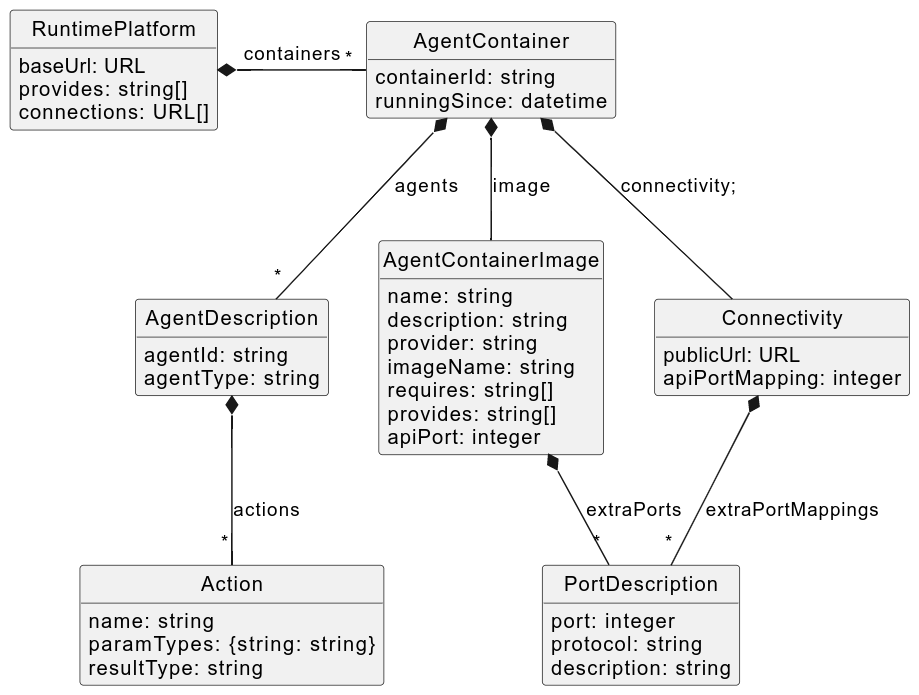 RuntimePlatform
baseUrl: URL
provides: string[]
connections: URL[]
containers
*
AgentContainer
containerId: string
runningSince: datetime
agents
*
image
connectivity;
AgentContainerImage
name: string
description: string
provider: string
imageName: string
requires: string[]
provides: string[]
apiPort: integer
AgentDescription
agentId: string
agentType: string
Connectivity
publicUrl: URL
apiPortMapping: integer
actions
*
extraPorts
*
extraPortMappings
*
Action
name: string
paramTypes: {string: string}
resultType: string
PortDescription
port: integer
protocol: string
description: string